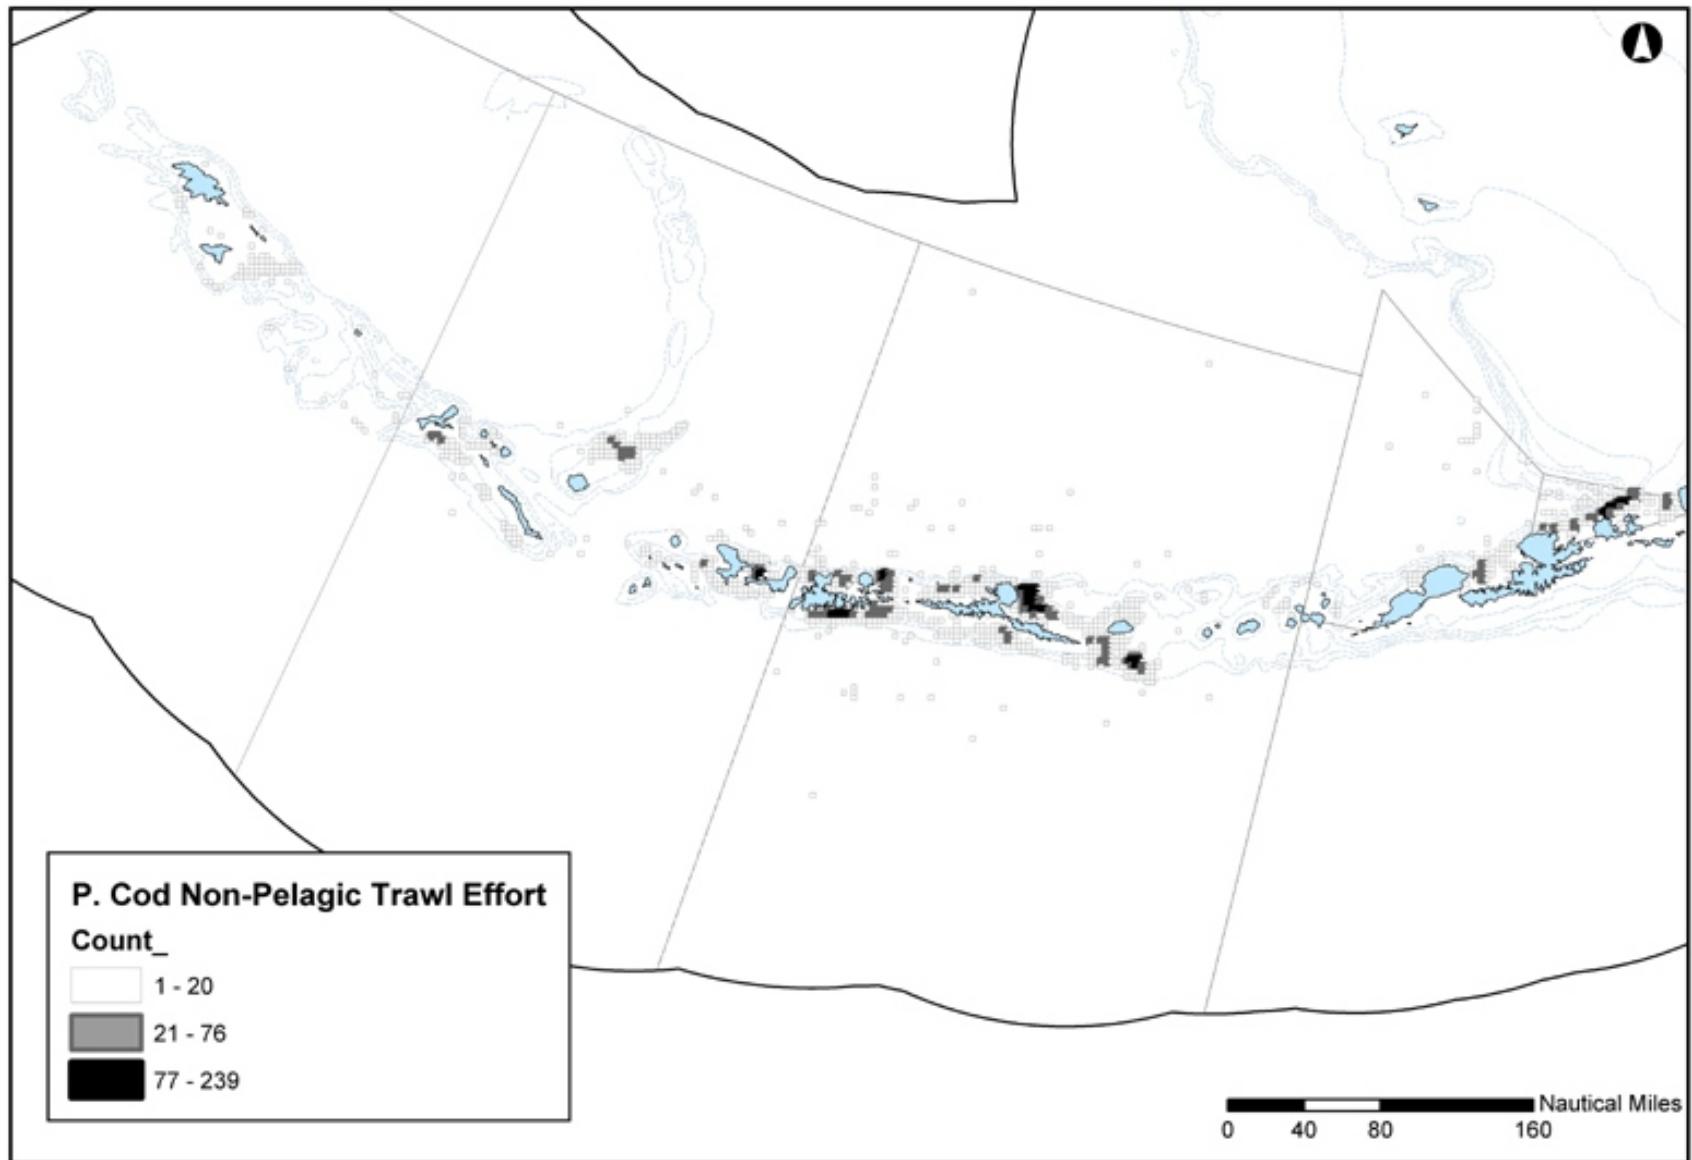 P. Cod Non-Pelagic Trawl Effort
Count_
1 - 20
21 - 76
77 - 239
Nautical Miles
0 40 80 160